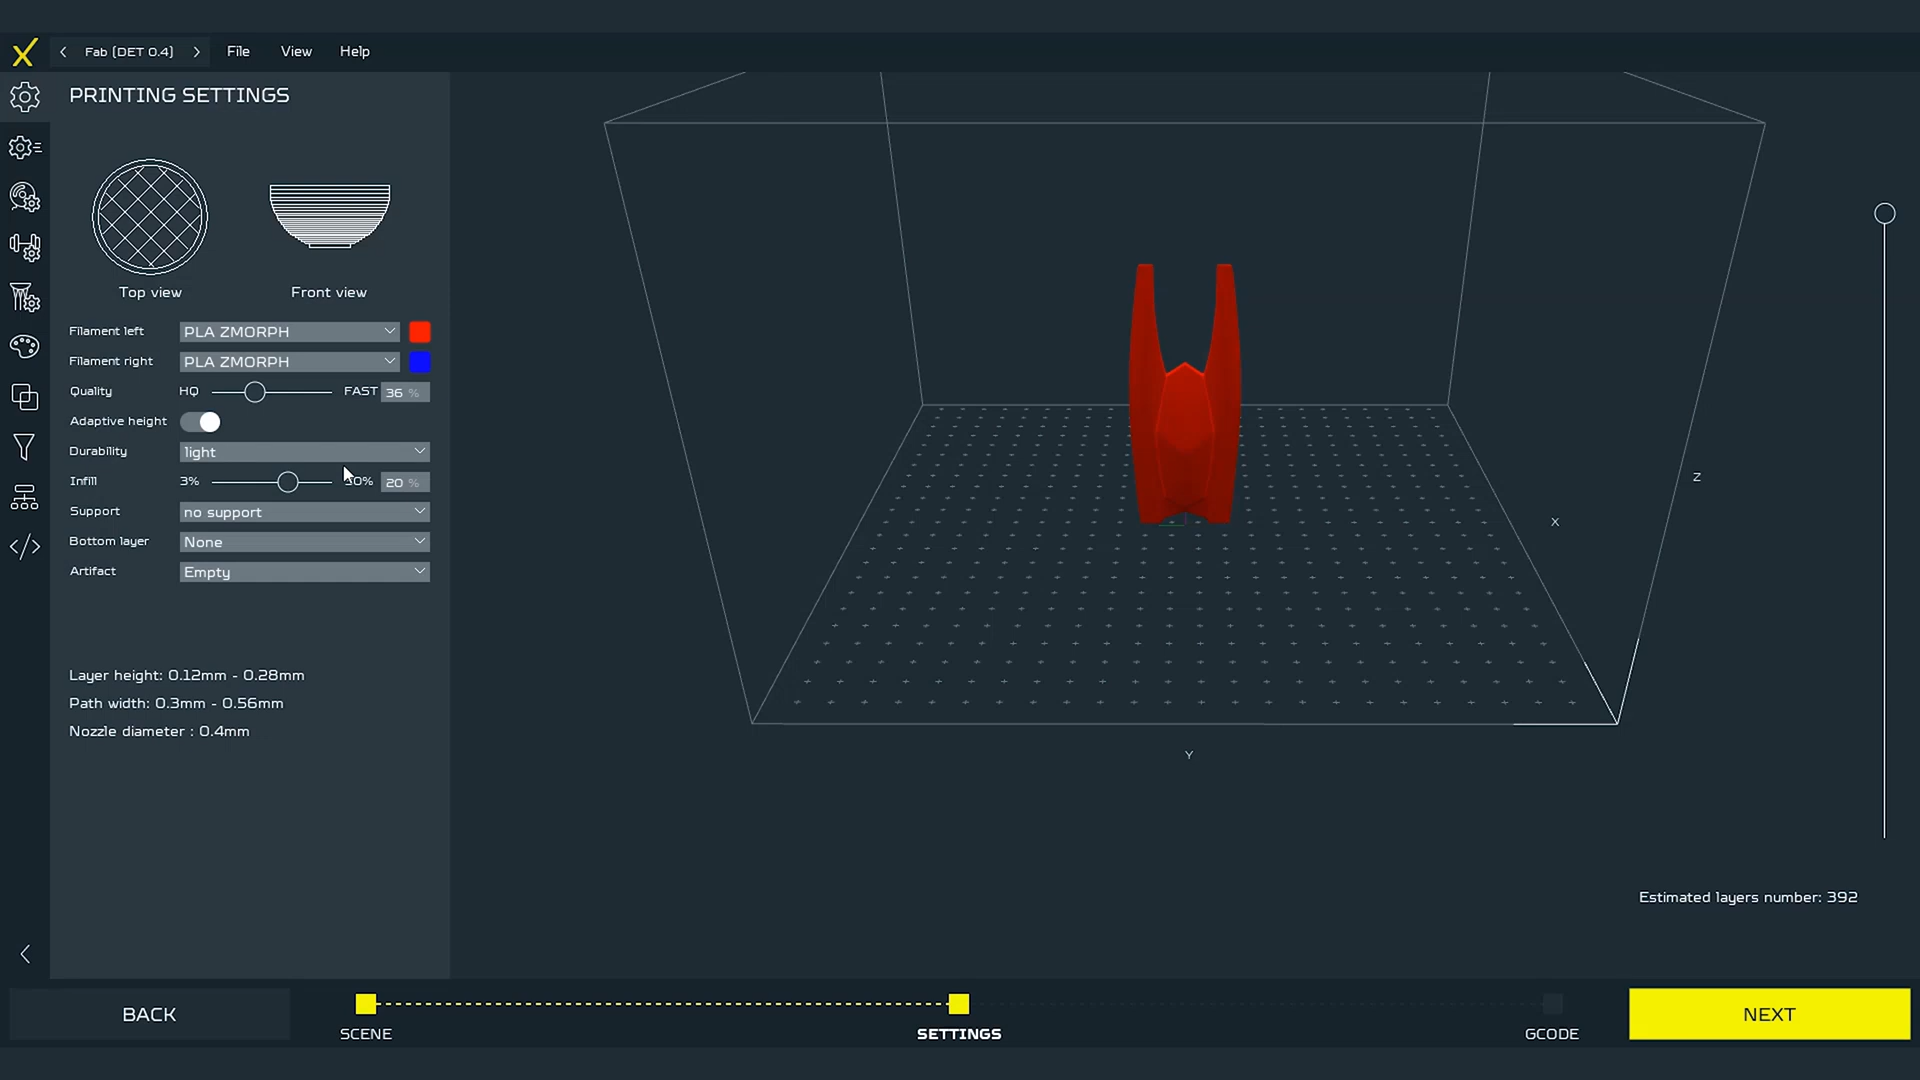 Fab (DET 0.4) File View Help
PRINTING SETTINGS
Top view Front view
Filament left PLA ZMORPH
Filament right PLA ZMORPH
Quality HQ FAST 36 %
Adaptive height
Durability light
Infill 3% 20 %
Support no support
Bottom layer None
Artifact Empty
Layer height: 0.12mm - 0.28mm
Path width: 0.3mm - 0.56mm
Nozzle diameter : 0.4mm
Z
X
Y
Estimated layers number: 392
BACK
SCENE
SETTINGS
GCODE
NEXT